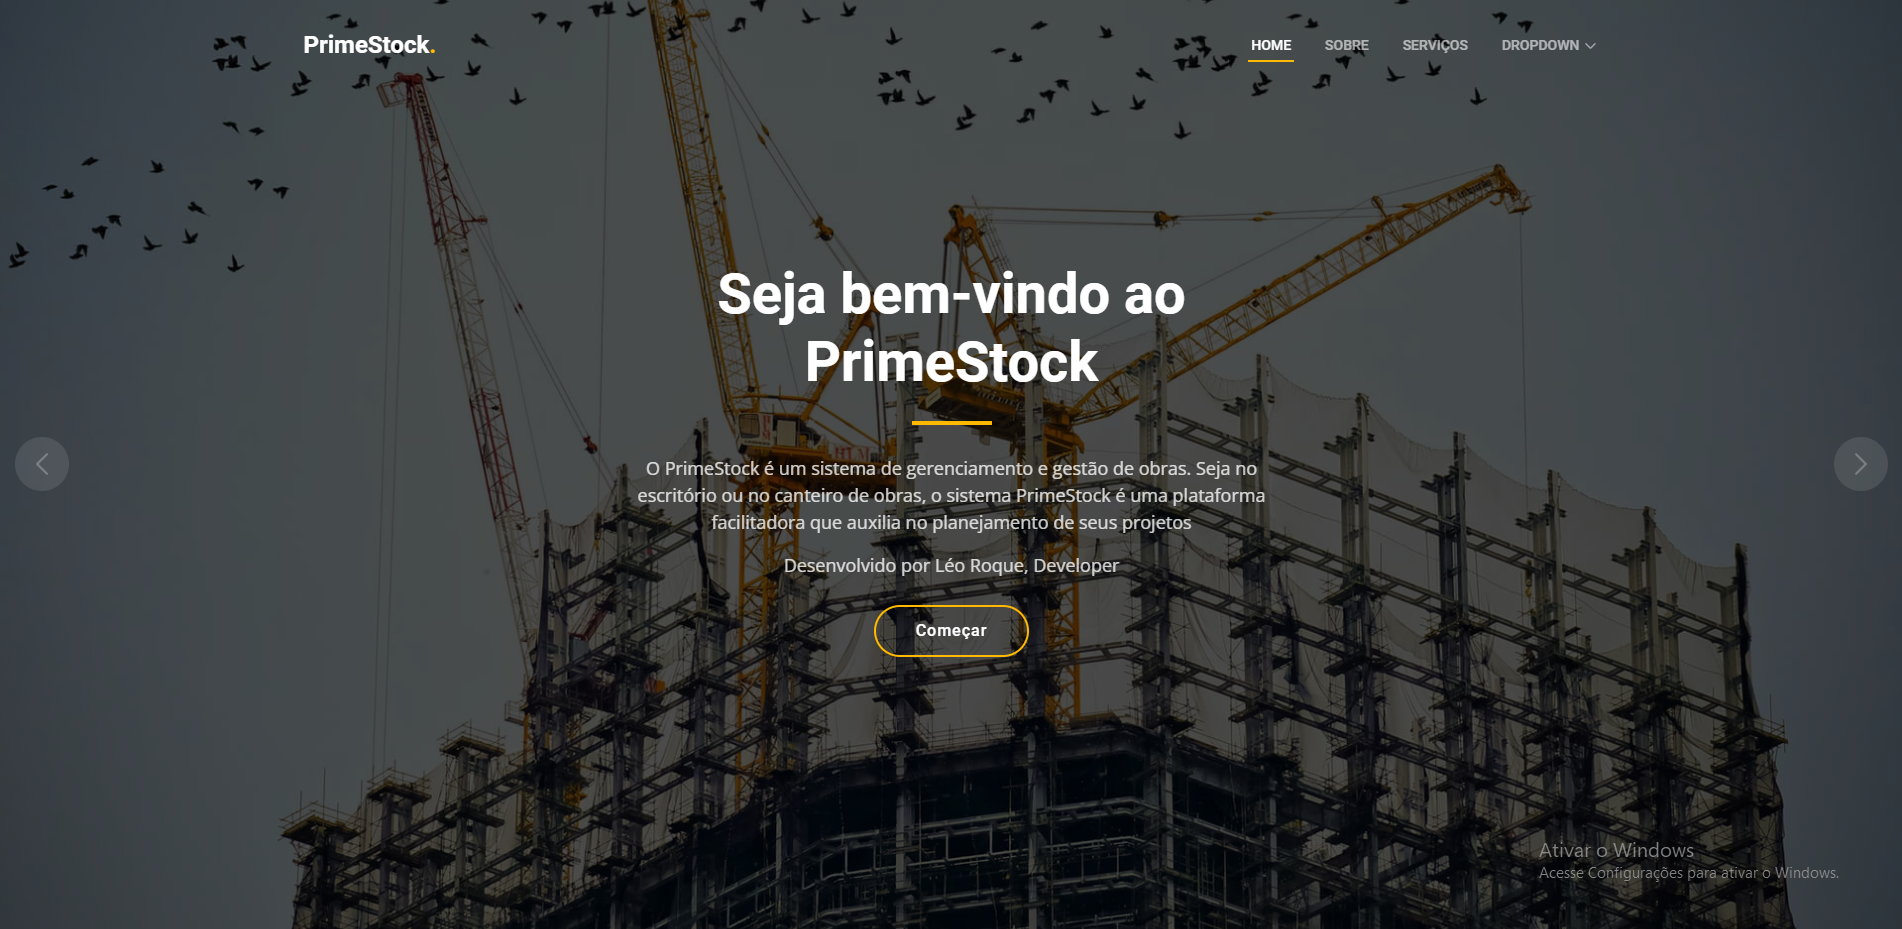 PrimeStock.
HOME SOBRE SERVIÇOS DROPDOWN
Seja bem-vindo ao
PrimeStock
O PrimeStock é um sistema de gerenciamento e gestão de obras. Seja no
escritório ou no canteiro de obras, o sistema PrimeStock é uma plataforma
facilitadora que auxilia no planejamento de seus projetos
Desenvolvido por Léo Roque, Developer
Começar
Ativar o Windows
Acesse Configurações para ativar o Windows.